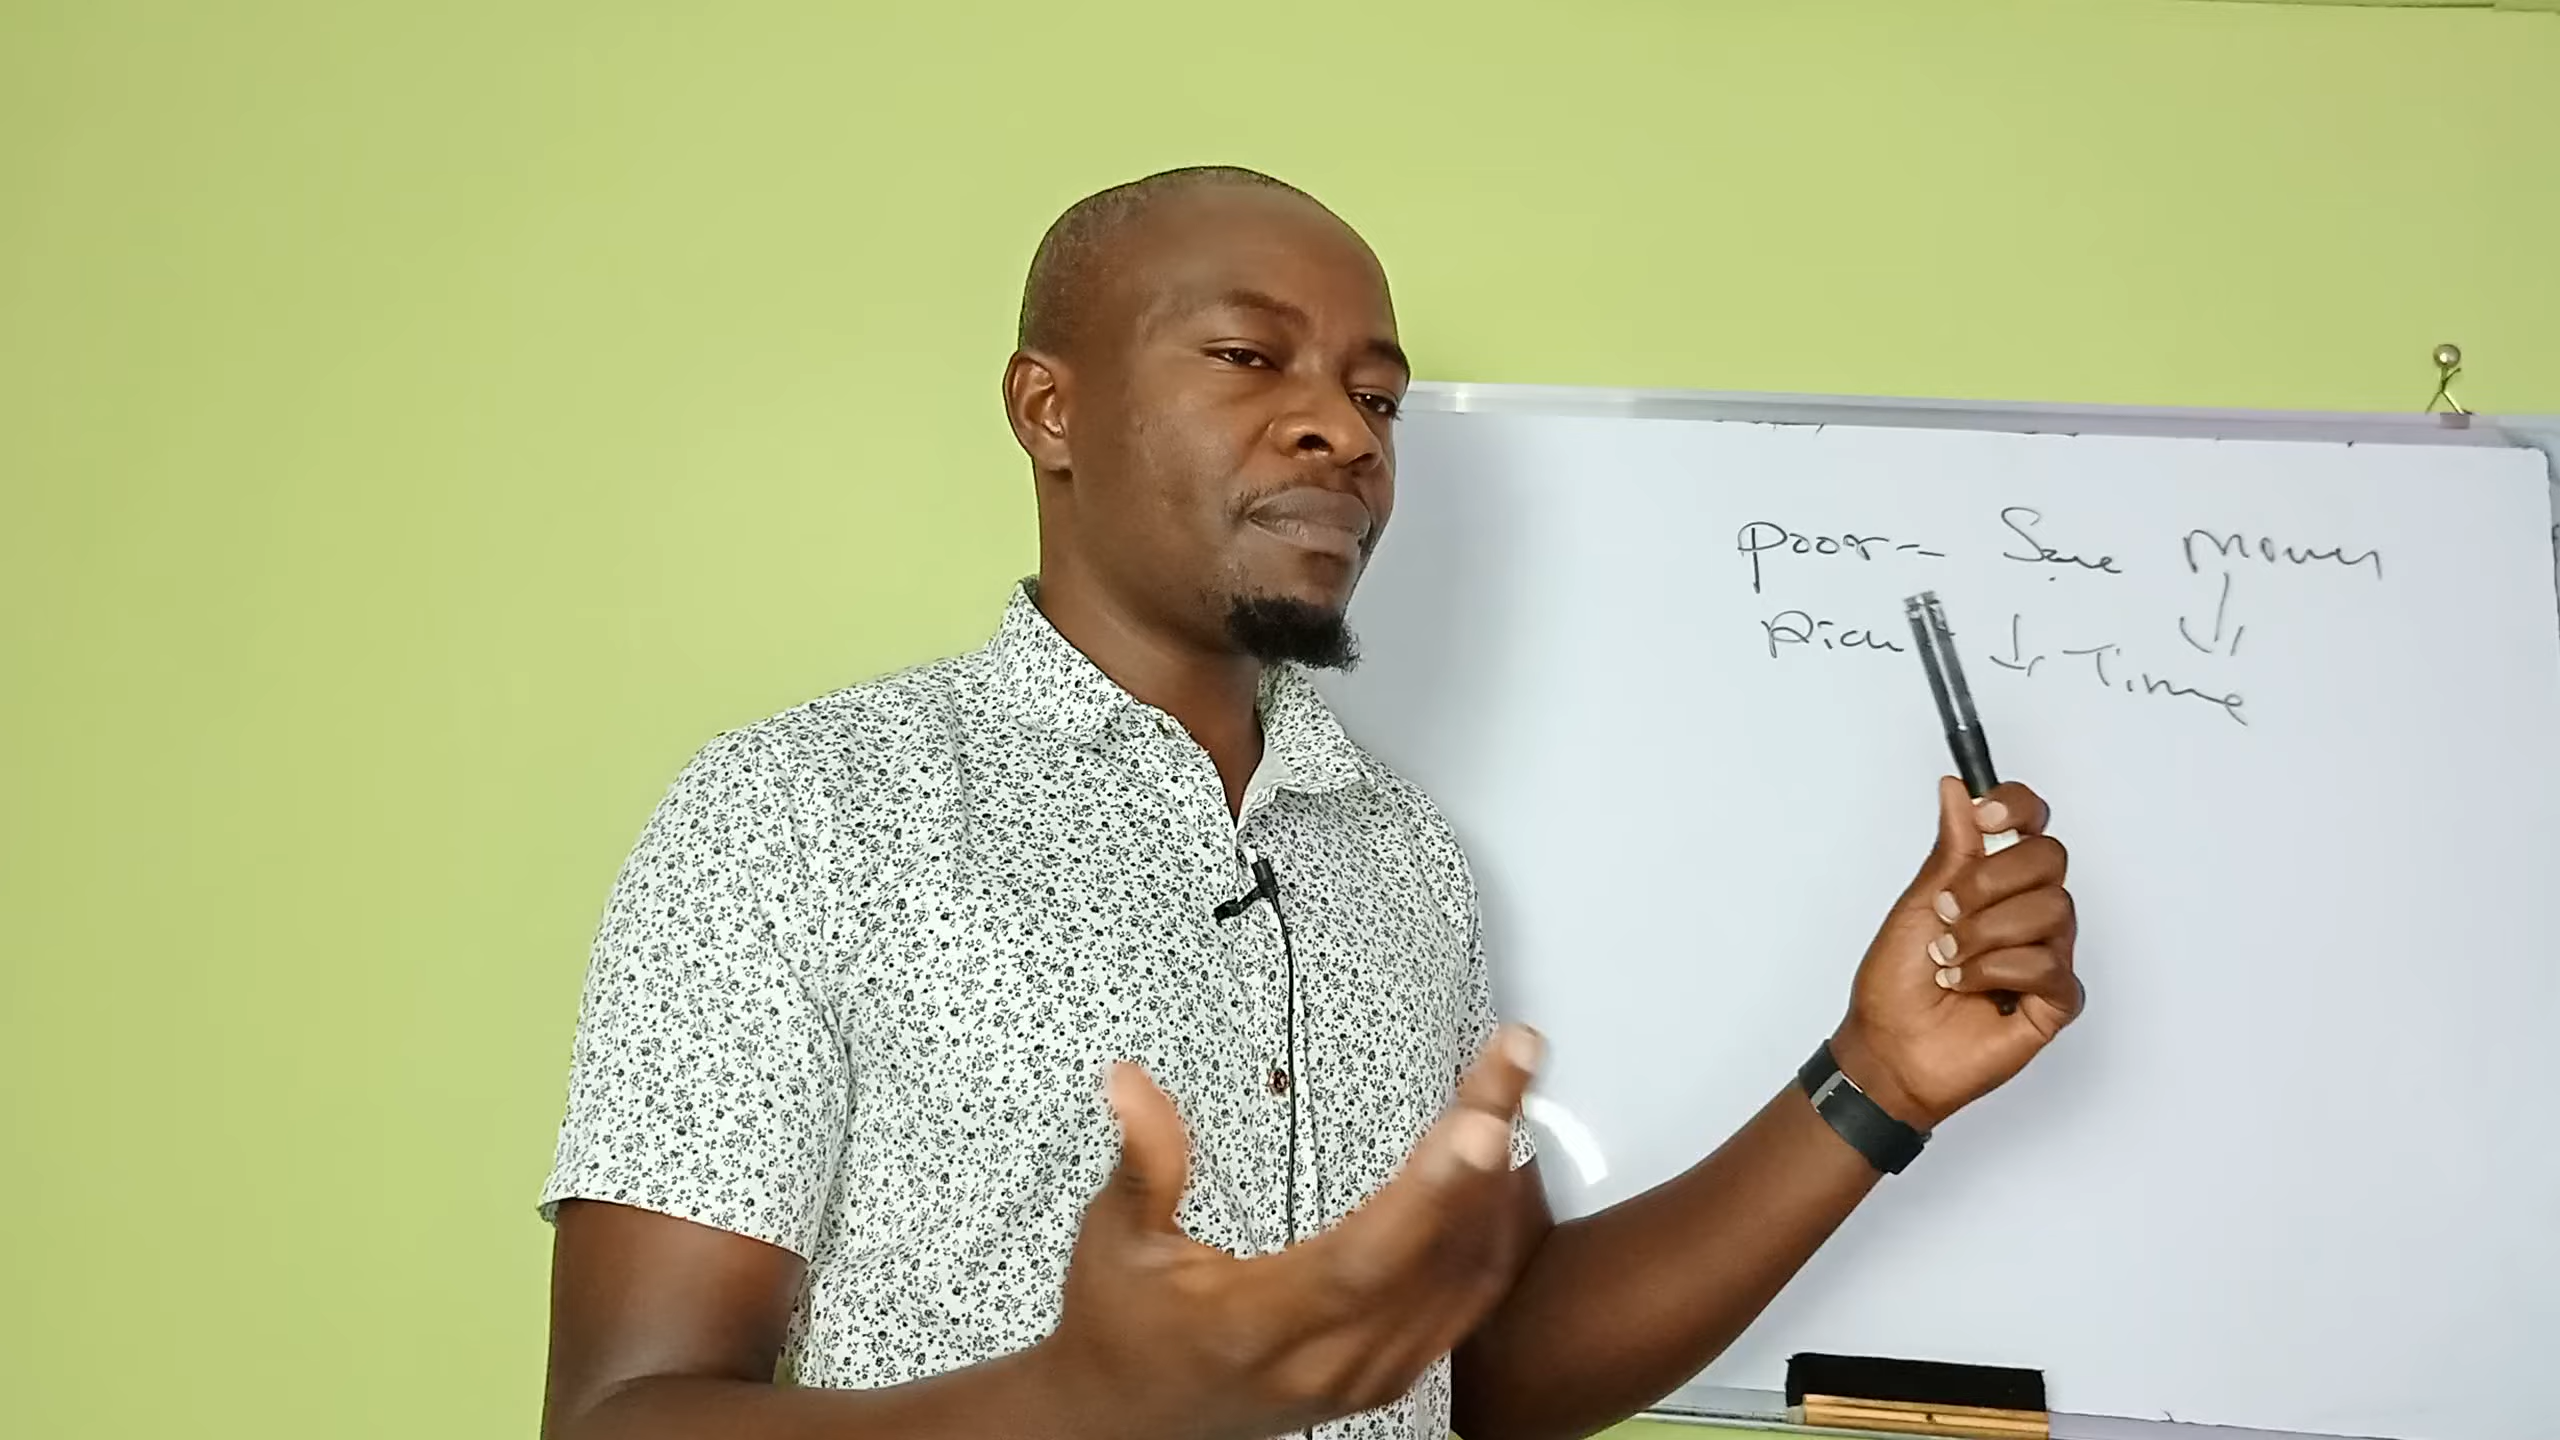 Poor = Save money
Rich ↓ Time ↓